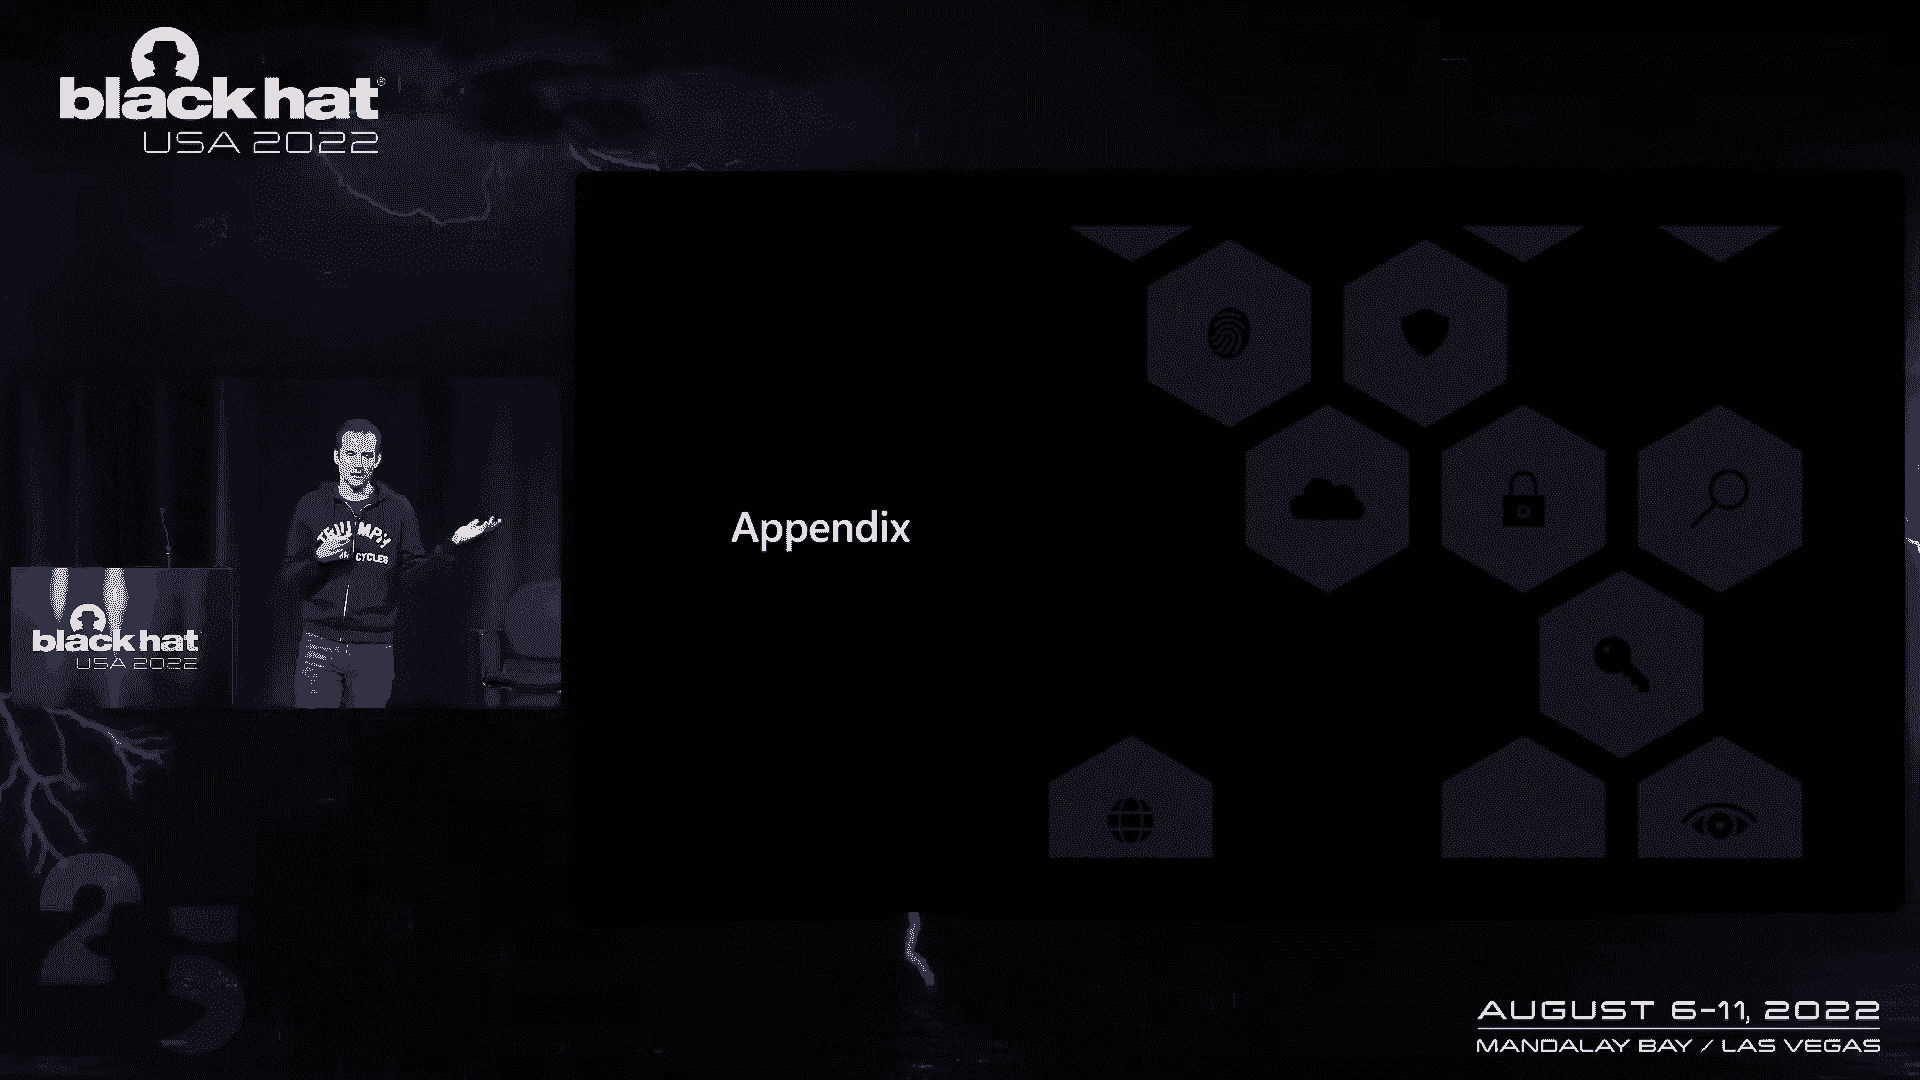 black hat®
USA 2022
Appendix
TRIUMPH
CYCLES
black hat
USA 2022
25
AUGUST 6-11, 2022
MANDALAY BAY / LAS VEGAS